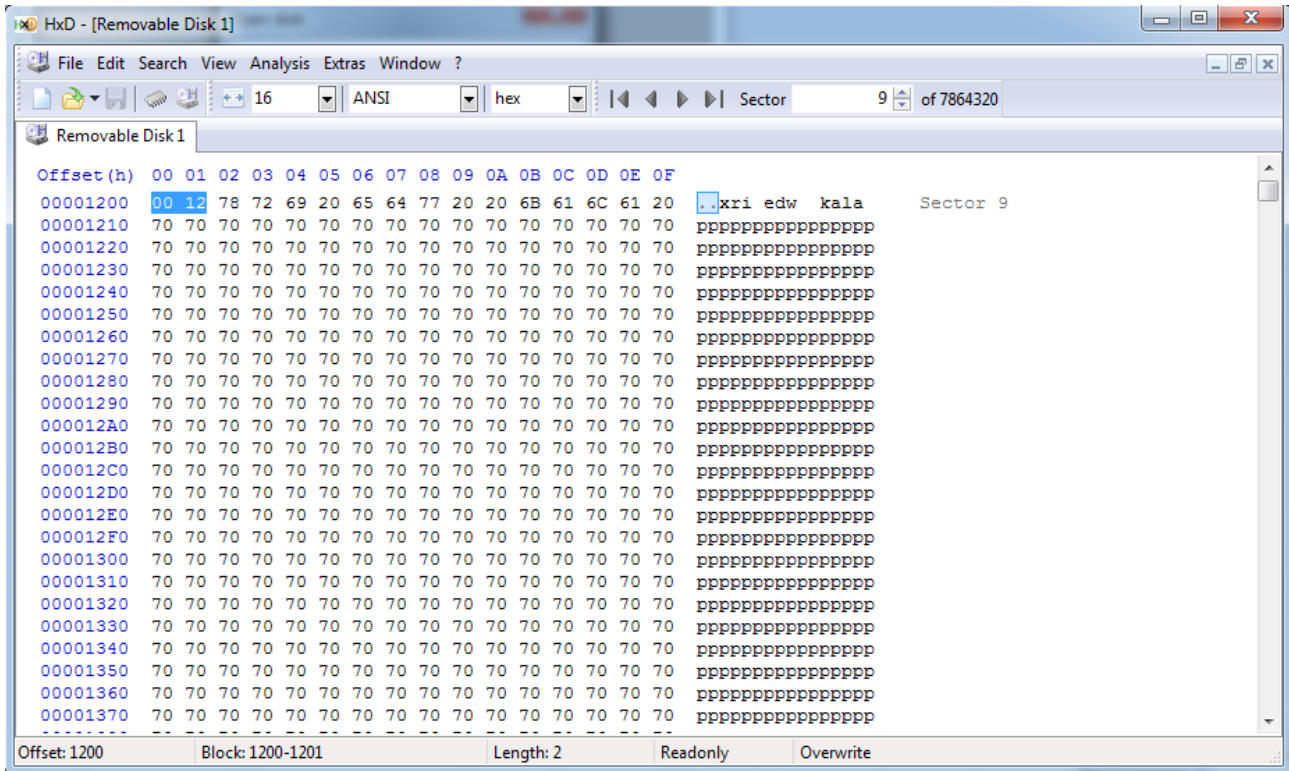 HxD - [Removable Disk 1]
File Edit Search View Analysis Extras Window ?
16 ANSI hex Sector 9 of 7864320
Removable Disk 1
Offset(h) 00 01 02 03 04 05 06 07 08 09 0A 0B 0C 0D 0E 0F
00001200 00 12 78 72 69 20 65 64 77 20 20 6B 61 6C 61 20 ..xri edw  kala Sector 9
00001210 70 70 70 70 70 70 70 70 70 70 70 70 70 70 70 70 pppppppppppppppp
00001220 70 70 70 70 70 70 70 70 70 70 70 70 70 70 70 70 pppppppppppppppp
00001230 70 70 70 70 70 70 70 70 70 70 70 70 70 70 70 70 pppppppppppppppp
00001240 70 70 70 70 70 70 70 70 70 70 70 70 70 70 70 70 pppppppppppppppp
00001250 70 70 70 70 70 70 70 70 70 70 70 70 70 70 70 70 pppppppppppppppp
00001260 70 70 70 70 70 70 70 70 70 70 70 70 70 70 70 70 pppppppppppppppp
00001270 70 70 70 70 70 70 70 70 70 70 70 70 70 70 70 70 pppppppppppppppp
00001280 70 70 70 70 70 70 70 70 70 70 70 70 70 70 70 70 pppppppppppppppp
00001290 70 70 70 70 70 70 70 70 70 70 70 70 70 70 70 70 pppppppppppppppp
000012A0 70 70 70 70 70 70 70 70 70 70 70 70 70 70 70 70 pppppppppppppppp
000012B0 70 70 70 70 70 70 70 70 70 70 70 70 70 70 70 70 pppppppppppppppp
000012C0 70 70 70 70 70 70 70 70 70 70 70 70 70 70 70 70 pppppppppppppppp
000012D0 70 70 70 70 70 70 70 70 70 70 70 70 70 70 70 70 pppppppppppppppp
000012E0 70 70 70 70 70 70 70 70 70 70 70 70 70 70 70 70 pppppppppppppppp
000012F0 70 70 70 70 70 70 70 70 70 70 70 70 70 70 70 70 pppppppppppppppp
00001300 70 70 70 70 70 70 70 70 70 70 70 70 70 70 70 70 pppppppppppppppp
00001310 70 70 70 70 70 70 70 70 70 70 70 70 70 70 70 70 pppppppppppppppp
00001320 70 70 70 70 70 70 70 70 70 70 70 70 70 70 70 70 pppppppppppppppp
00001330 70 70 70 70 70 70 70 70 70 70 70 70 70 70 70 70 pppppppppppppppp
00001340 70 70 70 70 70 70 70 70 70 70 70 70 70 70 70 70 pppppppppppppppp
00001350 70 70 70 70 70 70 70 70 70 70 70 70 70 70 70 70 pppppppppppppppp
00001360 70 70 70 70 70 70 70 70 70 70 70 70 70 70 70 70 pppppppppppppppp
00001370 70 70 70 70 70 70 70 70 70 70 70 70 70 70 70 70 pppppppppppppppp
Offset: 1200 Block: 1200-1201 Length: 2 Readonly Overwrite